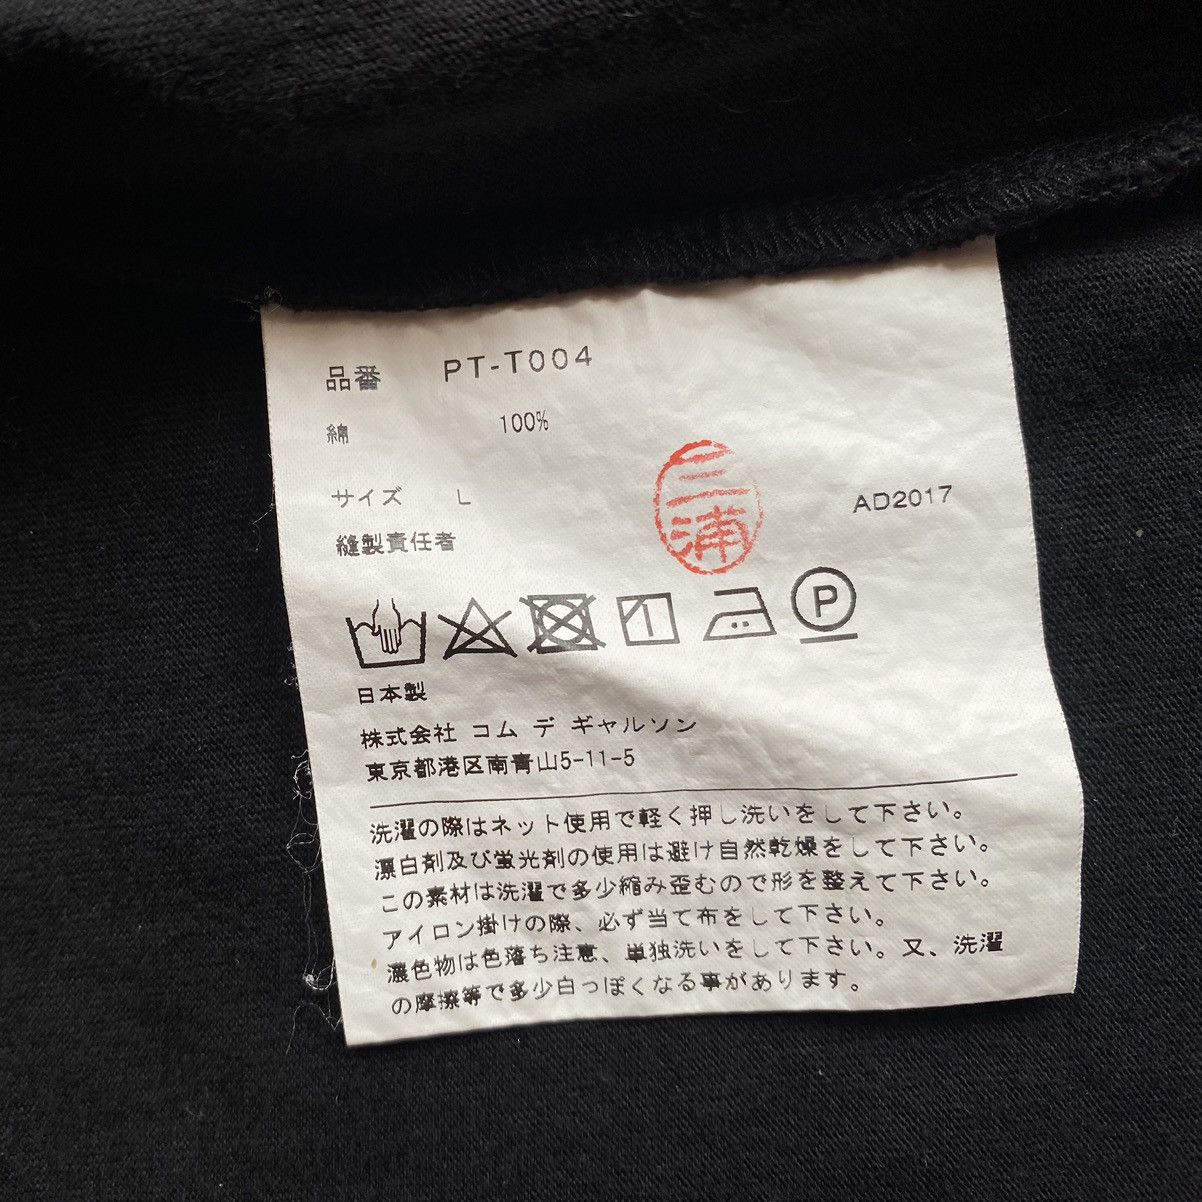 品番 PT-T004
綿 100%
サイズ L
三浦
AD2017
縫製責任者
P
日本製
株式会社 コム デ ギャルソン
東京都港区南青山5-11-5
洗濯の際はネット使用で軽く押し洗いをして下さい。
漂白剤及び蛍光剤の使用は避け自然乾燥をして下さい。
この素材は洗濯で多少縮み歪むので形を整えて下さい。
アイロン掛けの際、必ず当て布をして下さい。
濃色物は色落ち注意、単独洗いをして下さい。又、洗濯
の摩擦等で多少白っぽくなる事があります。